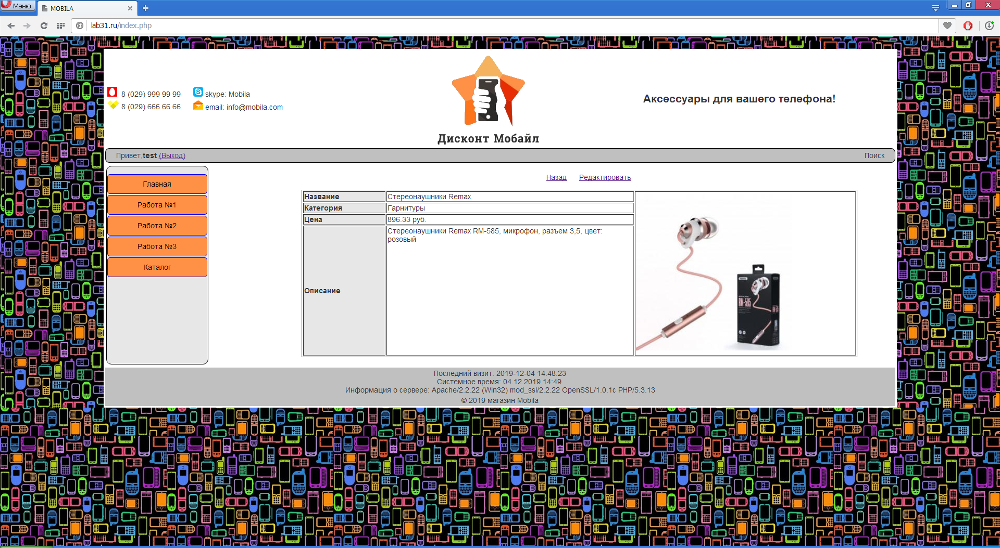 Меню
MOBILA
lab31.ru/index.php
8 (029) 999 99 99
skype: Mobila
8 (029) 666 66 66
email: info@mobila.com
Дисконт Мобайл
Аксессуары для вашего телефона!
Привет,test (Выход)
Поиск
Главная
Работа №1
Работа №2
Работа №3
Каталог
Назад Редактировать
Название Стереонаушники Remax
Категория Гарнитуры
Цена 896.33 руб.
Описание Стереонаушники Remax RM-585, микрофон, разъем 3,5, цвет:
розовый
RM-585
Последний визит: 2019-12-04 14:48:23
Системное время: 04.12.2019 14:49
Информация о сервере: Apache/2.2.22 (Win32) mod_ssl/2.2.22 OpenSSL/1.0.1c PHP/5.3.13
© 2019 магазин Mobila